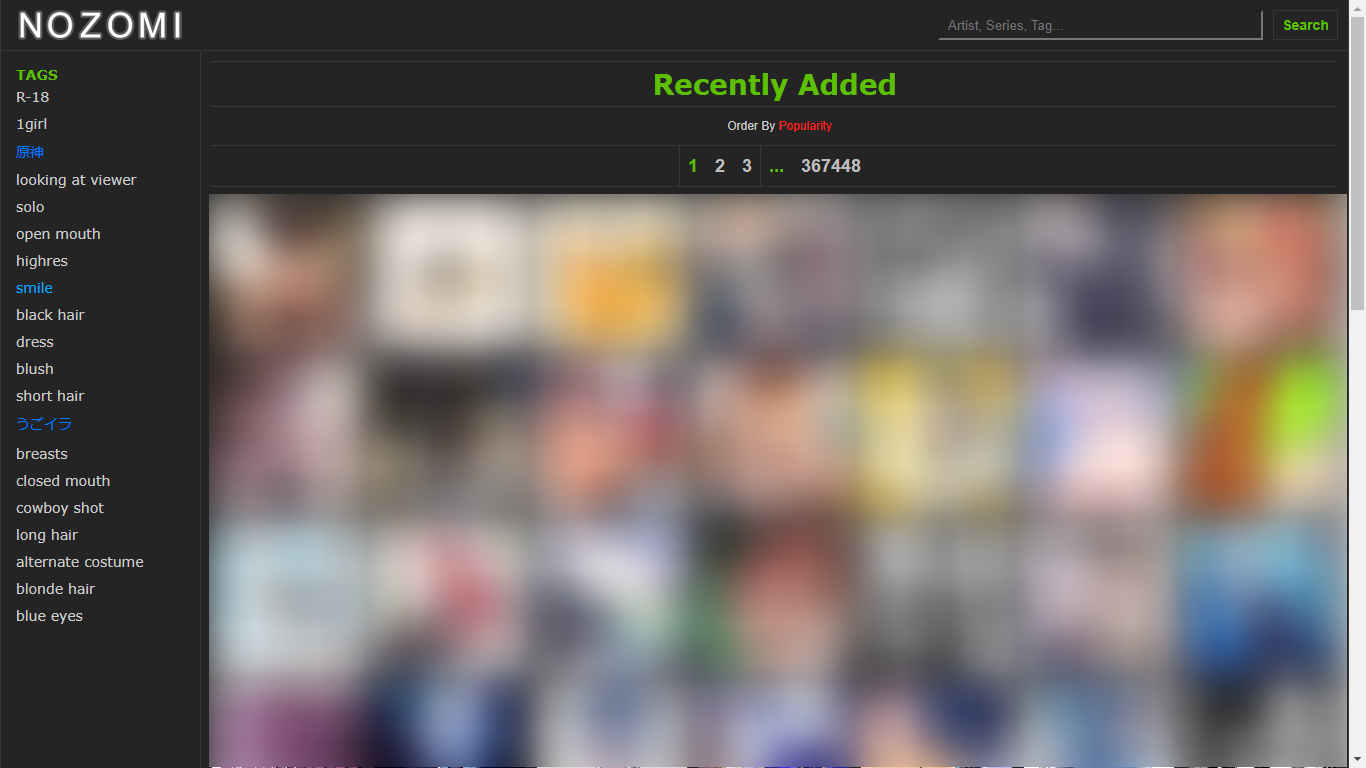 NOZOMI
Artist, Series, Tag...
Search
TAGS
R-18
1girl
原神
looking at viewer
solo
open mouth
highres
smile
black hair
dress
blush
short hair
うごイラ
breasts
closed mouth
cowboy shot
long hair
alternate costume
blonde hair
blue eyes
Recently Added
Order By Popularity
1 2 3 ... 367448